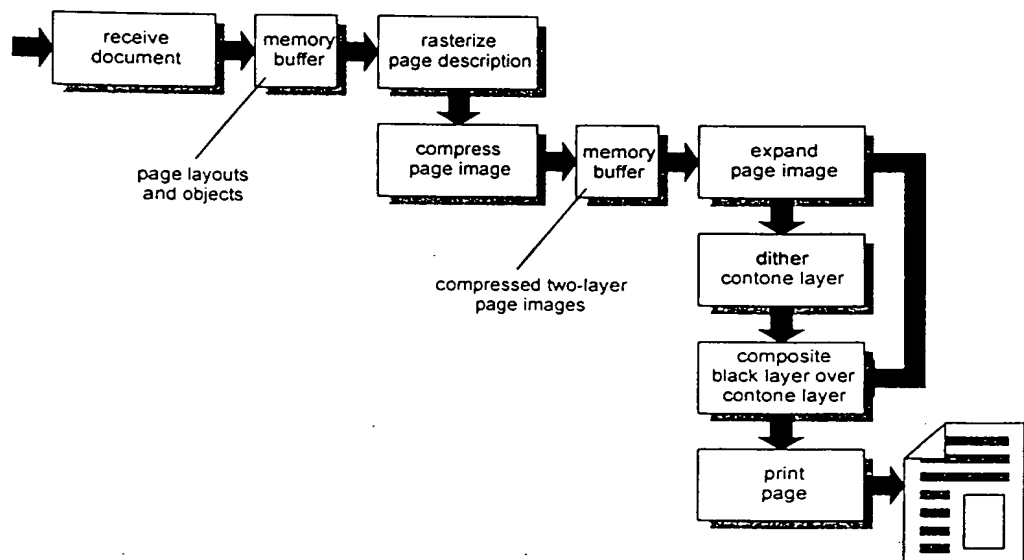 receive
document
memory
buffer
rasterize
page description
page layouts
and objects
compress
page image
memory
buffer
expand
page image
compressed two-layer
page images
dither
contone layer
composite
black layer over
contone layer
print
page